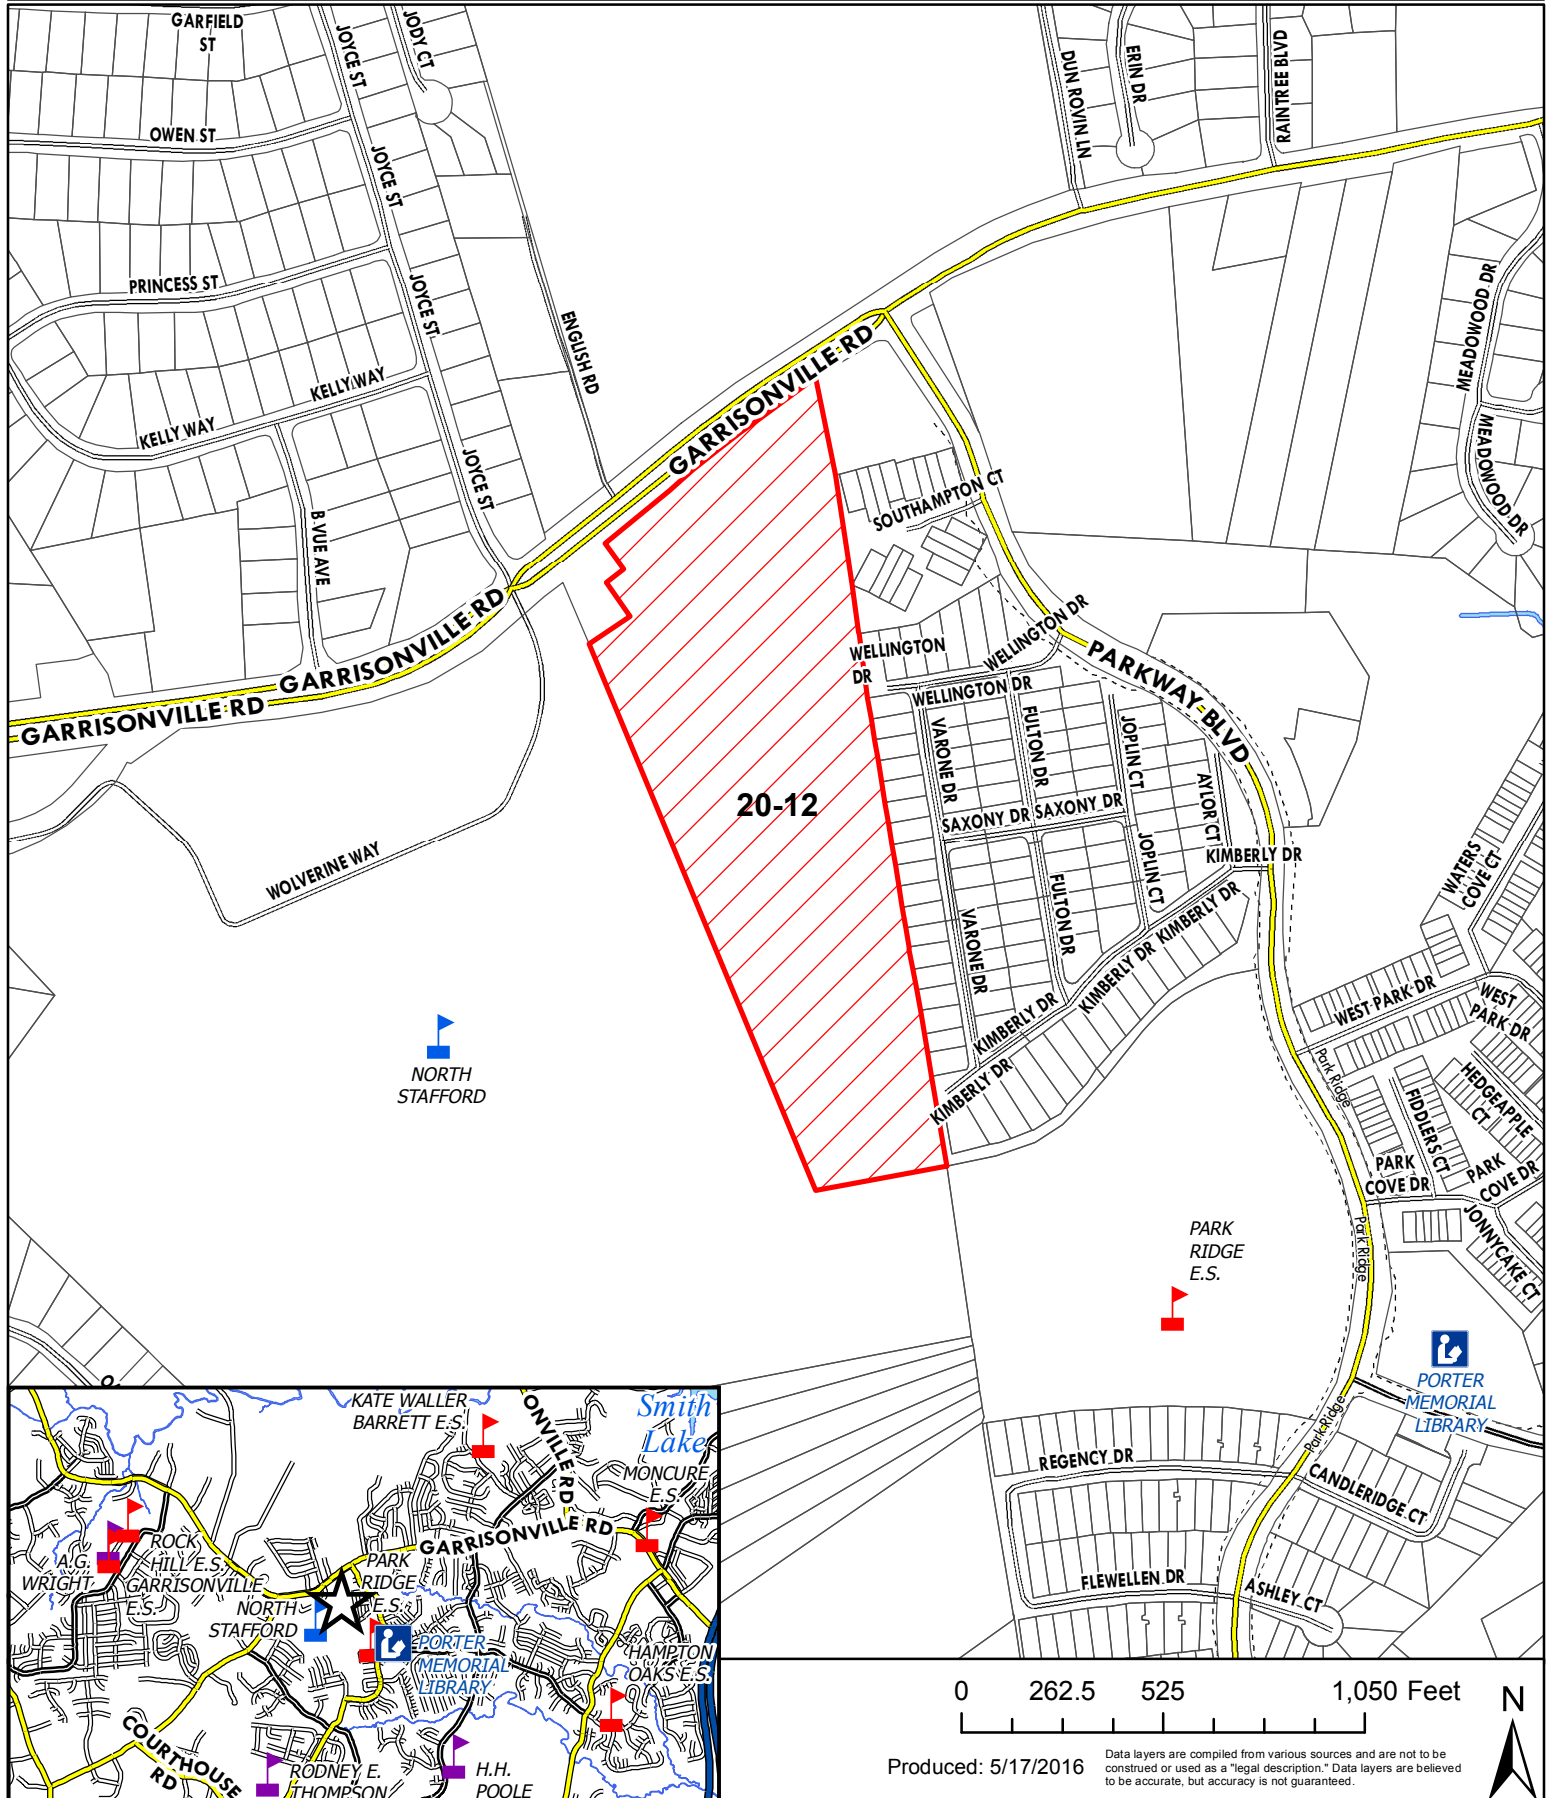 GARFIELD
ST
JOYCE ST
JODY CT
OWEN ST
JOYCE ST
PRINCESS ST
JOYCE ST
ENGLISH RD
KELLY WAY
KELLY WAY
JOYCE ST
B VUE AVE
DUN ROVIN LN
ERIN DR
RAINTREE BLVD
MEADOWOOD DR
MEADOWOOD DR
GARRISONVILLE RD
GARRISONVILLE RD
GARRISONVILLE RD
SOUTHAMPTON CT
WELLINGTON
DR
WELLINGTON DR
WELLINGTON DR
PARKWAY BLVD
VARONE DR
FULTON DR
JOPLIN CT
AYLOR CT
20-12
SAXONY DR
SAXONY DR
JOPLIN CT
KIMBERLY DR
WATERS
COVE CT
WOLVERINE WAY
VARONE DR
FULTON DR
KIMBERLY DR
KIMBERLY DR
KIMBERLY DR
KIMBERLY DR
WEST PARK DR
WEST
PARK DR
NORTH
STAFFORD
Park Ridge
HEDGEAPPLE
CT
FIDDLERS CT
PARK
COVE DR
PARK
COVE DR
JONNYCAKE CT
Park Ridge
PARK
RIDGE
E.S.
PORTER
MEMORIAL
LIBRARY
Park Ridge
REGENCY DR
CANDLERIDGE CT
FLEWELLEN DR
ASHLEY CT
KATE WALLER
BARRETT E.S.
ONVILLE RD
Smith
Lake
MONCURE
E.S.
GARRISONVILLE RD
ROCK
HILL E.S.
A.G.
WRIGHT
GARRISONVILLE
E.S.
PARK
RIDGE
E.S.
NORTH
STAFFORD
PORTER
MEMORIAL
LIBRARY
HAMPTON
OAKS E.S.
COURTHOUSE
RD
RODNEY E.
THOMPSON
H.H.
POOLE
0 262.5 525 1,050 Feet
N
Produced: 5/17/2016
Data layers are compiled from various sources and are not to be
construed or used as a "legal description." Data layers are believed
to be accurate, but accuracy is not guaranteed.